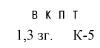 в к п т
1,3 зг. К-5